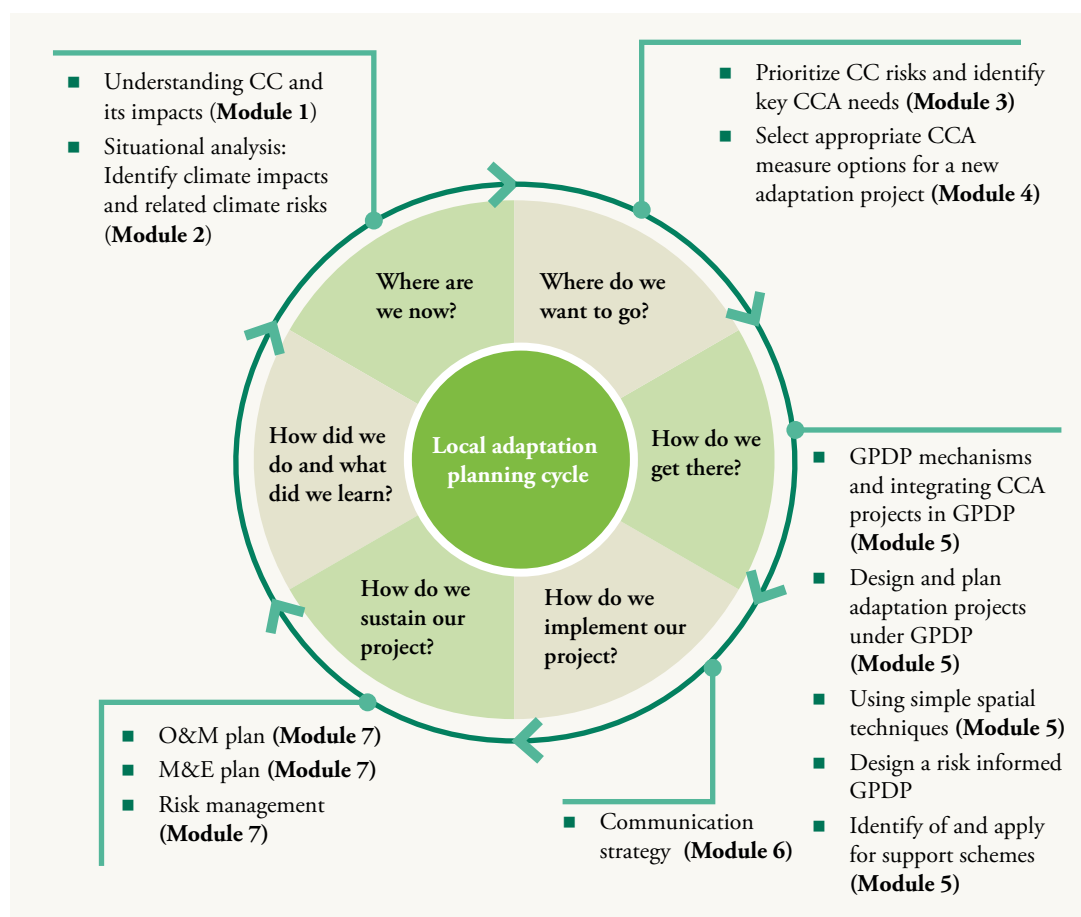 ■ Understanding CC and
its impacts (Module 1)
■ Situational analysis:
Identify climate impacts
and related climate risks
(Module 2)
■ Prioritize CC risks and identify
key CCA needs (Module 3)
■ Select appropriate CCA
measure options for a new
adaptation project (Module 4)
Where are
we now?
Where do we
want to go?
How did we
do and what
did we learn?
Local adaptation
planning cycle
How do we
get there?
How do we
sustain our
project?
How do we
implement our
project?
■ GPDP mechanisms
and integrating CCA
projects in GPDP
(Module 5)
■ Design and plan
adaptation projects
under GPDP
(Module 5)
■ Using simple spatial
techniques (Module 5)
■ Design a risk informed
GPDP
■ Identify of and apply
for support schemes
(Module 5)
■ O&M plan (Module 7)
■ M&E plan (Module 7)
■ Risk management
(Module 7)
■ Communication
strategy (Module 6)